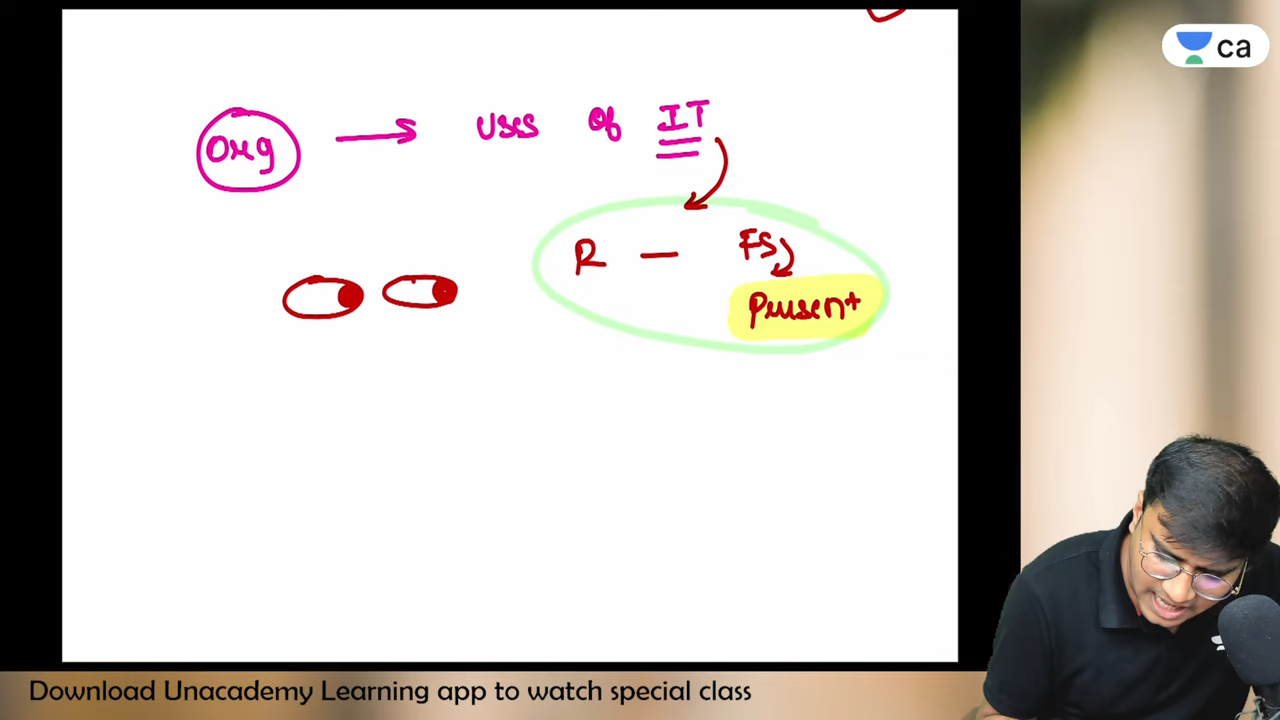 ca
Org → Uses of IT
R — FS
Present
Download Unacademy Learning app to watch special class